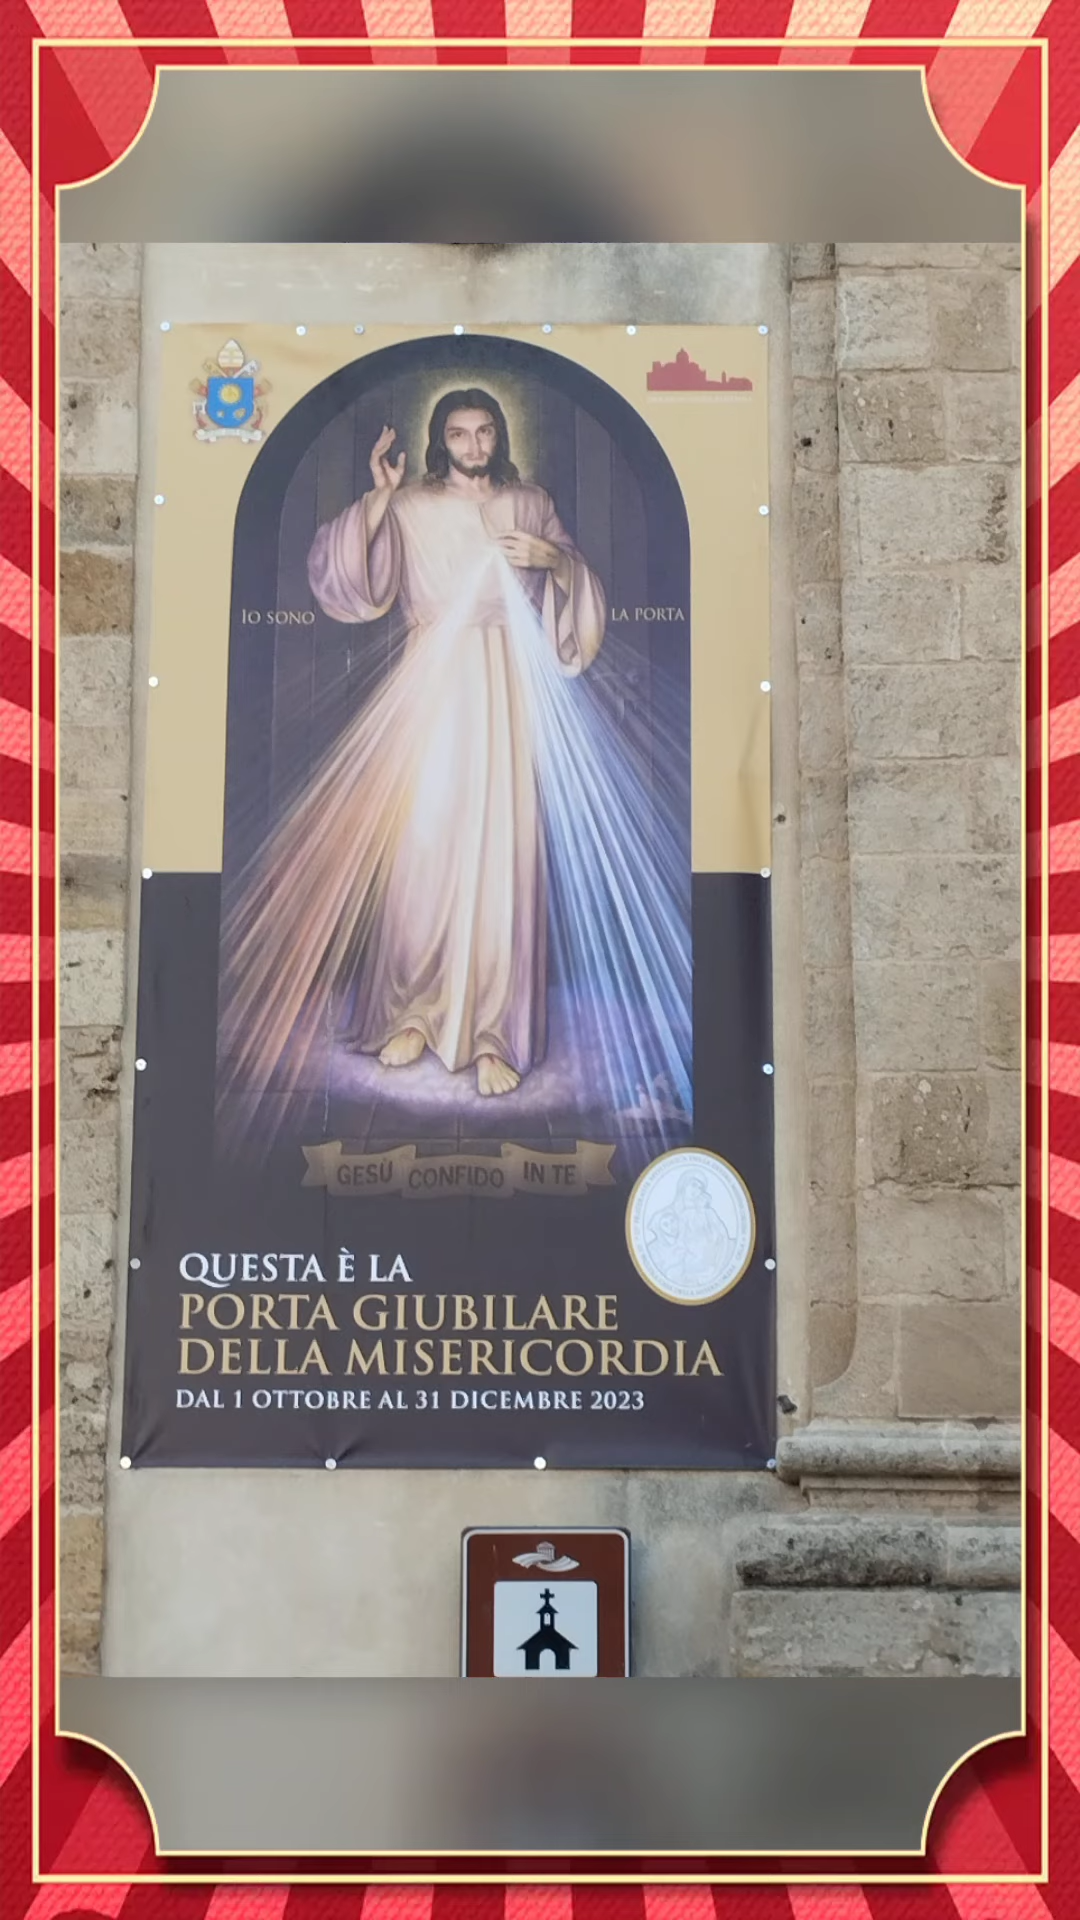 IO SONO
LA PORTA
GESÙ CONFIDO IN TE
QUESTA È LA
PORTA GIUBILARE
DELLA MISERICORDIA
DAL 1 OTTOBRE AL 31 DICEMBRE 2023